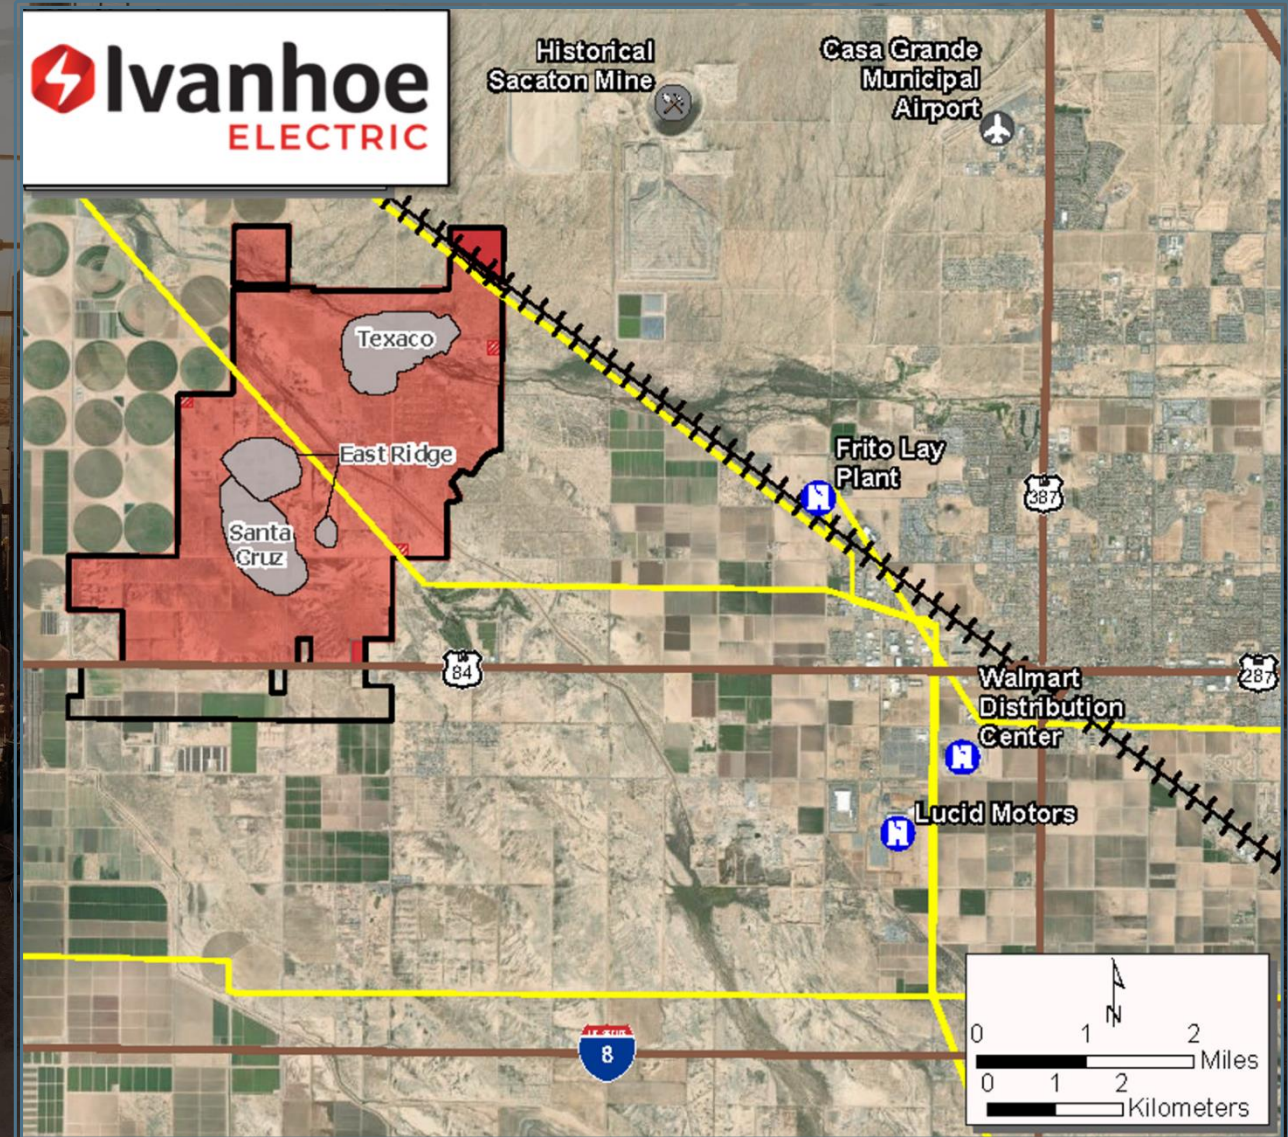 Ivanhoe
ELECTRIC
Historical
Sacaton Mine
Casa Grande
Municipal
Airport
Texaco
East Ridge
Santa
Cruz
Frito Lay
Plant
387
84
287
Walmart
Distribution
Center
Lucid Motors
8
N
0 1 2
Miles
0 1 2
Kilometers